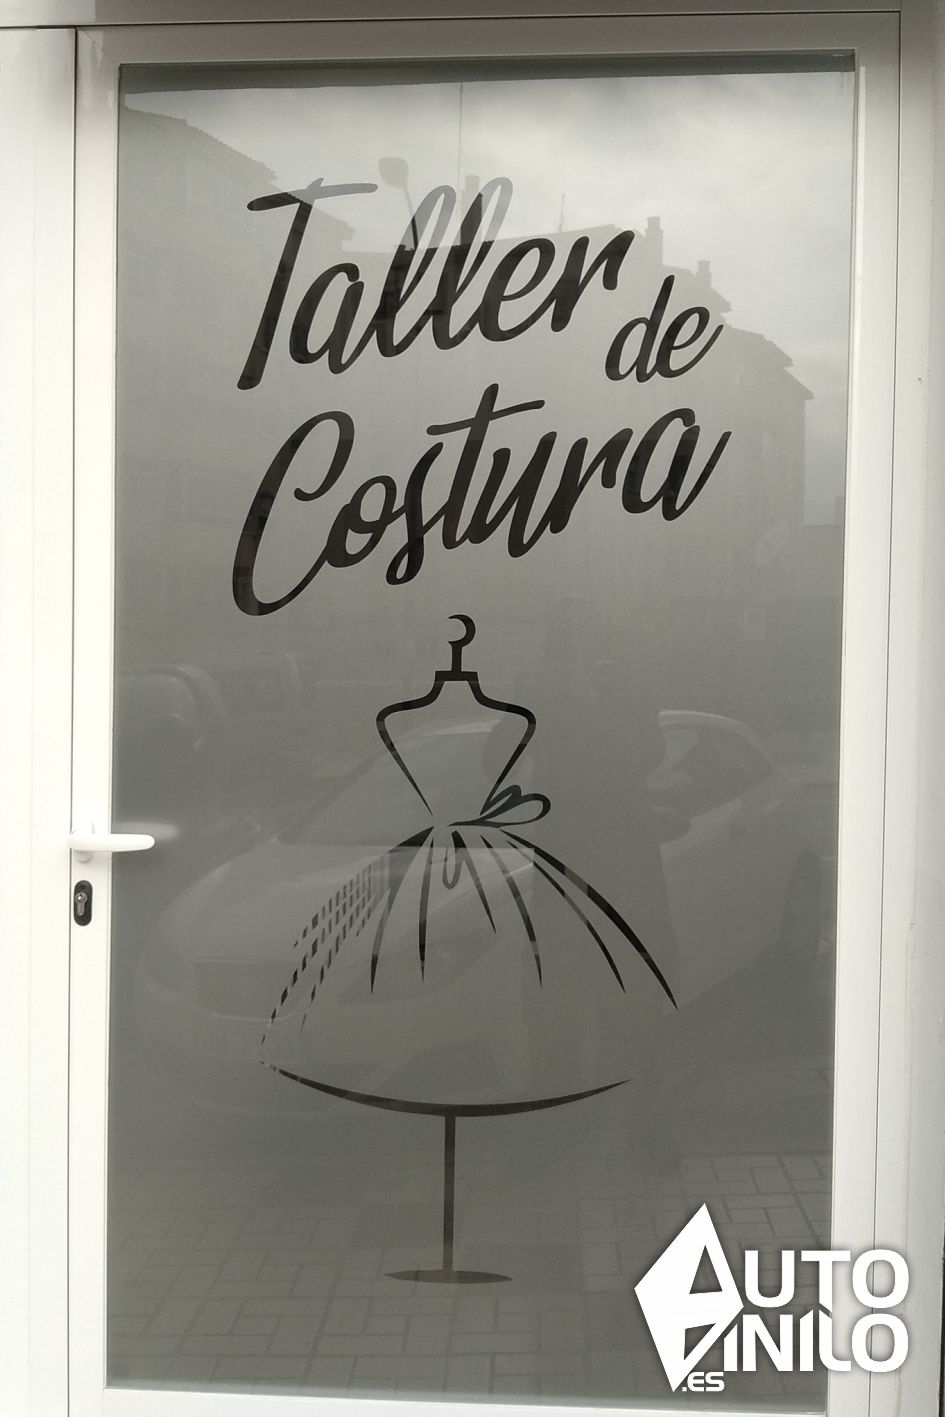 Taller
de
Costura
AUTO
VINILO
.ES